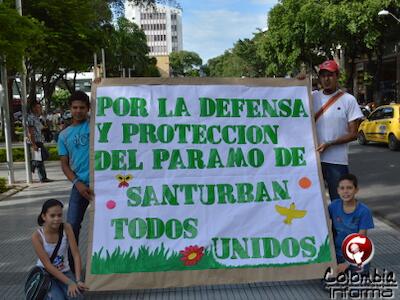 POR LA DEFENSA
Y PROTECCION
DEL PARAMO DE
SANTURBAN
TODOS
UNIDOS
Colombia
Informa